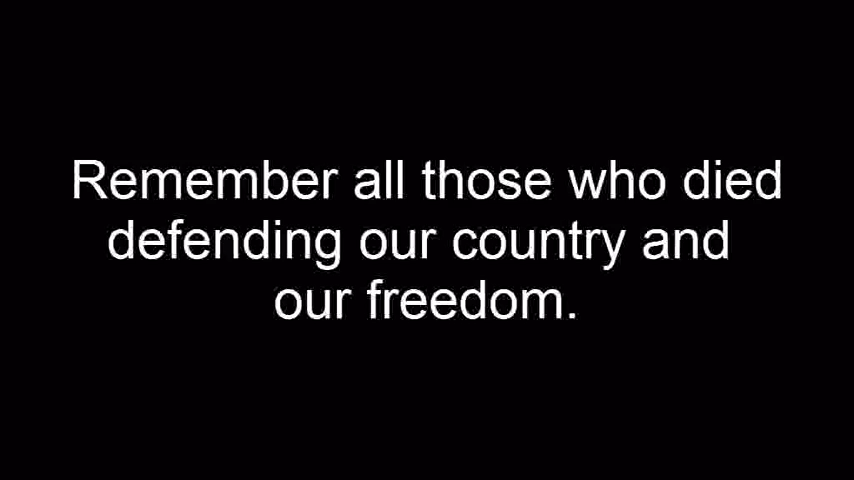 Remember all those who died
defending our country and
our freedom.